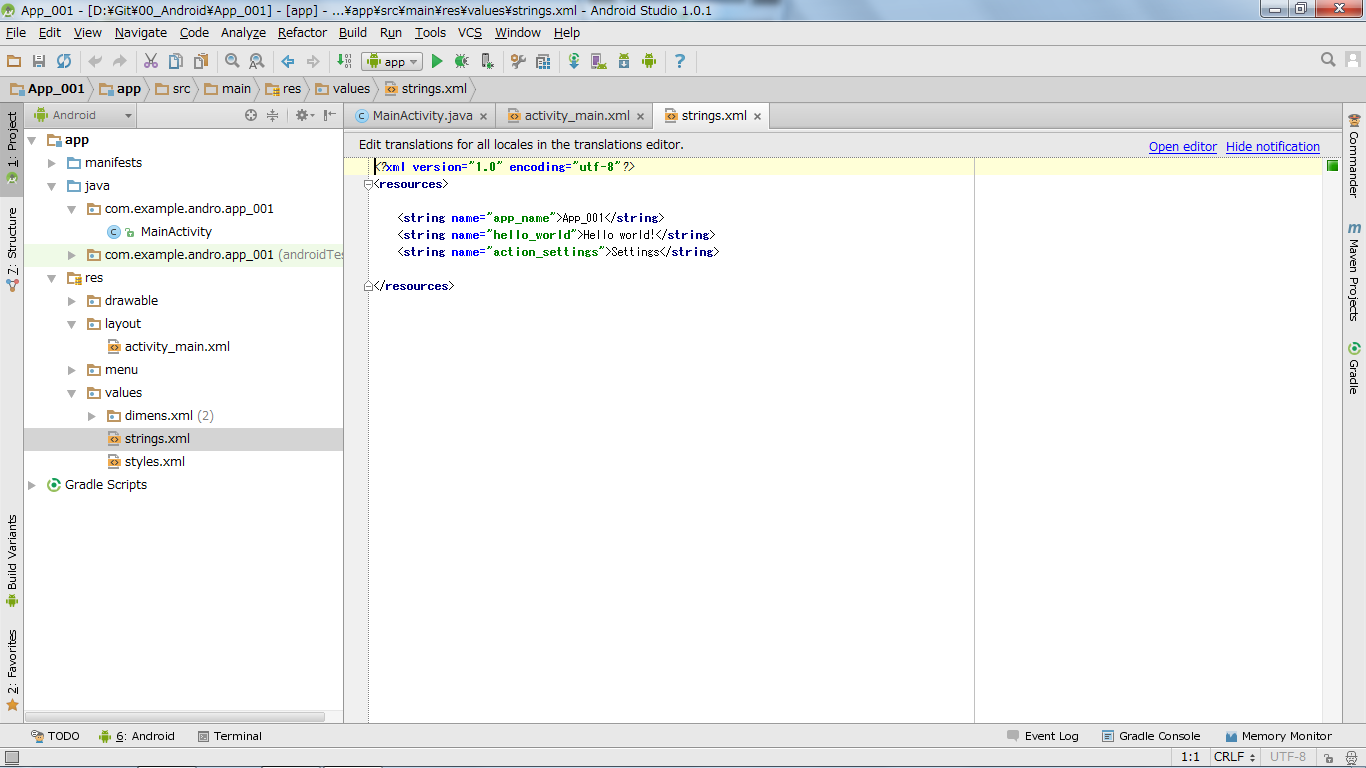 App_001 - [D:¥Git¥00_Android¥App_001] - [app] - ...¥app¥src¥main¥res¥values¥strings.xml - Android Studio 1.0.1
File Edit View Navigate Code Analyze Refactor Build Run Tools VCS Window Help
app
App_001 app src main res values strings.xml
1: Project
7: Structure
Build Variants
2: Favorites
Android
app
manifests
java
com.example.andro.app_001
MainActivity
com.example.andro.app_001 (androidTes
res
drawable
layout
activity_main.xml
menu
values
dimens.xml (2)
strings.xml
styles.xml
Gradle Scripts
MainActivity.java activity_main.xml strings.xml
Edit translations for all locales in the translations editor. Open editor Hide notification
<?xml version="1.0" encoding="utf-8"?>
<resources>
<string name="app_name">App_001</string>
<string name="hello_world">Hello world!</string>
<string name="action_settings">Settings</string>
</resources>
Commander
Maven Projects
Gradle
TODO 6: Android Terminal Event Log Gradle Console Memory Monitor
1:1 CRLF UTF-8